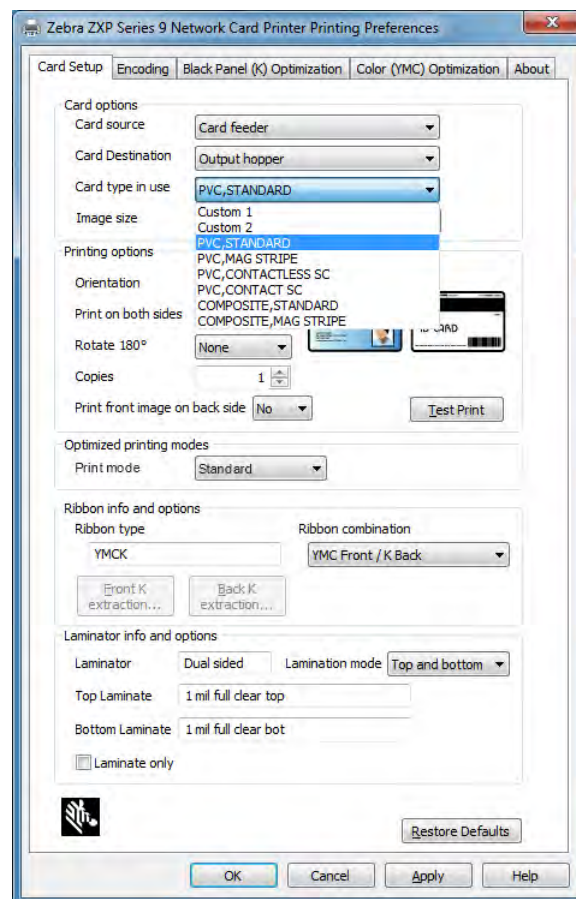 Zebra ZXP Series 9 Network Card Printer Printing Preferences
Card Setup Encoding Black Panel (K) Optimization Color (YMC) Optimization About
Card options
Card source Card feeder
Card Destination Output hopper
Card type in use PVC,STANDARD
Image size
Custom 1
Custom 2
PVC,STANDARD
PVC,MAG STRIPE
PVC,CONTACTLESS SC
PVC,CONTACT SC
COMPOSITE,STANDARD
COMPOSITE,MAG STRIPE
Printing options
Orientation
Print on both sides
Rotate 180° None
Copies 1
Print front image on back side No Test Print
Optimized printing modes
Print mode Standard
Ribbon info and options
Ribbon type Ribbon combination
YMCK YMC Front / K Back
Front K extraction... Back K extraction...
Laminator info and options
Laminator Dual sided Lamination mode Top and bottom
Top Laminate 1 mil full clear top
Bottom Laminate 1 mil full clear bot
Laminate only
Restore Defaults
OK Cancel Apply Help